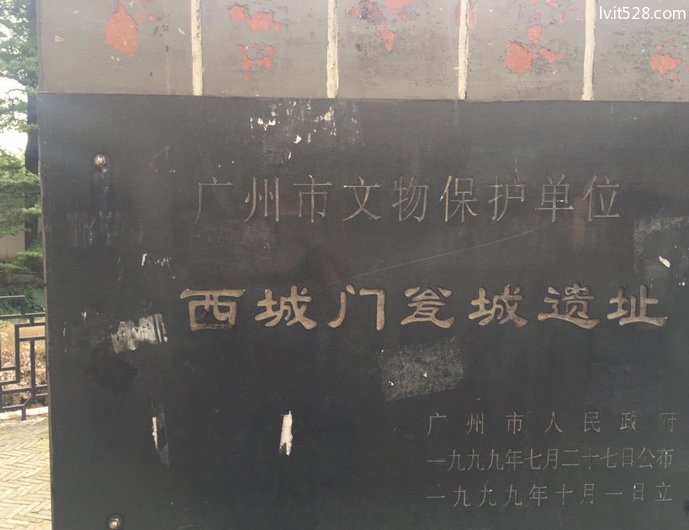 lvit528.com
广州市文物保护单位
西城门瓮城遗址
广州市人民政府
一九九九年七月二十七日公布
一九九九年十月一日立